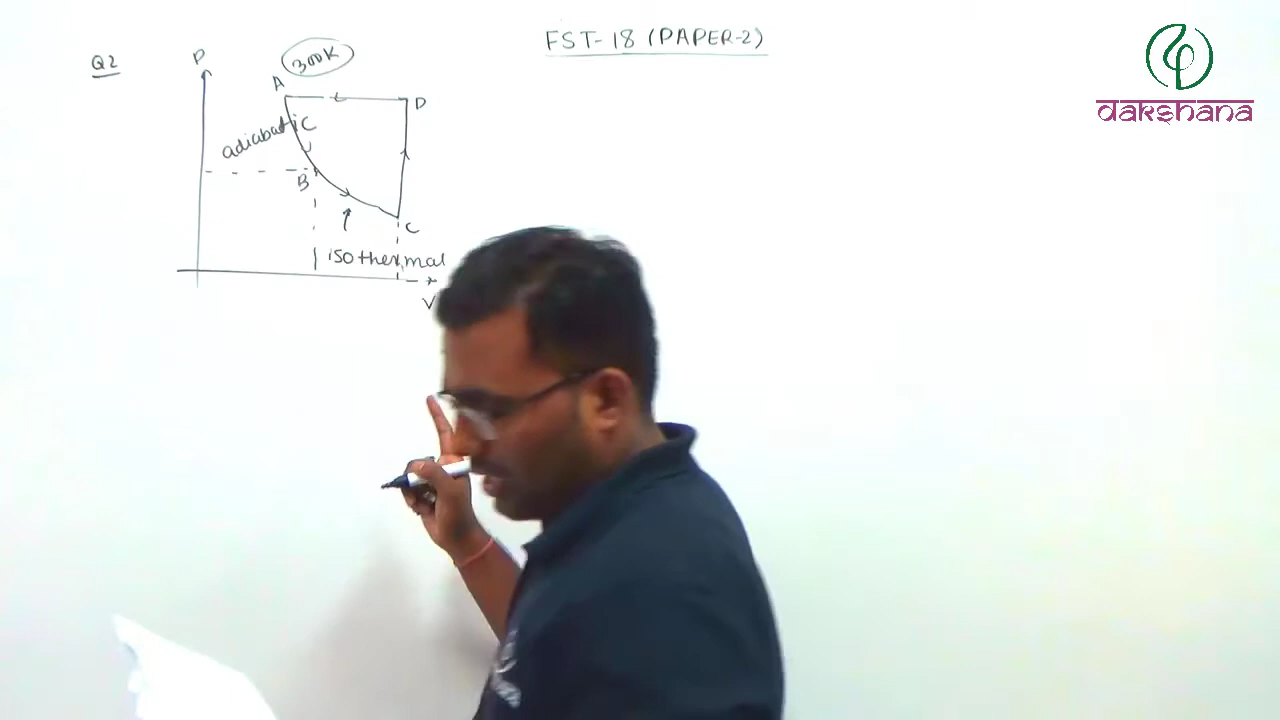 FST-18 (PAPER-2)
Q2
P
300K
A
D
adiabatic
B
C
isothermal
V
dakshana